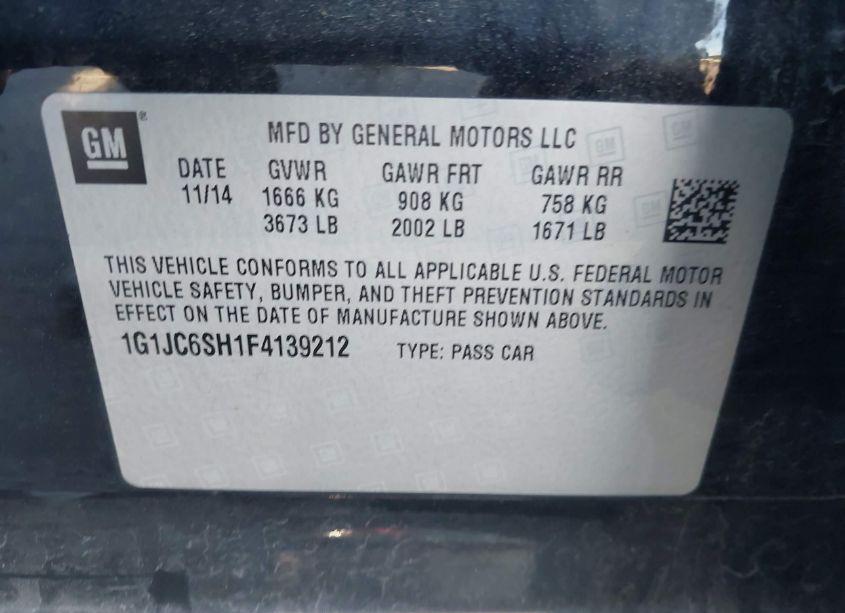 GM ®
MFD BY GENERAL MOTORS LLC
DATE GVWR GAWR FRT GAWR RR
11/14 1666 KG 908 KG 758 KG
3673 LB 2002 LB 1671 LB
THIS VEHICLE CONFORMS TO ALL APPLICABLE U.S. FEDERAL MOTOR
VEHICLE SAFETY, BUMPER, AND THEFT PREVENTION STANDARDS IN
EFFECT ON THE DATE OF MANUFACTURE SHOWN ABOVE.
1G1JC6SH1F4139212 TYPE: PASS CAR